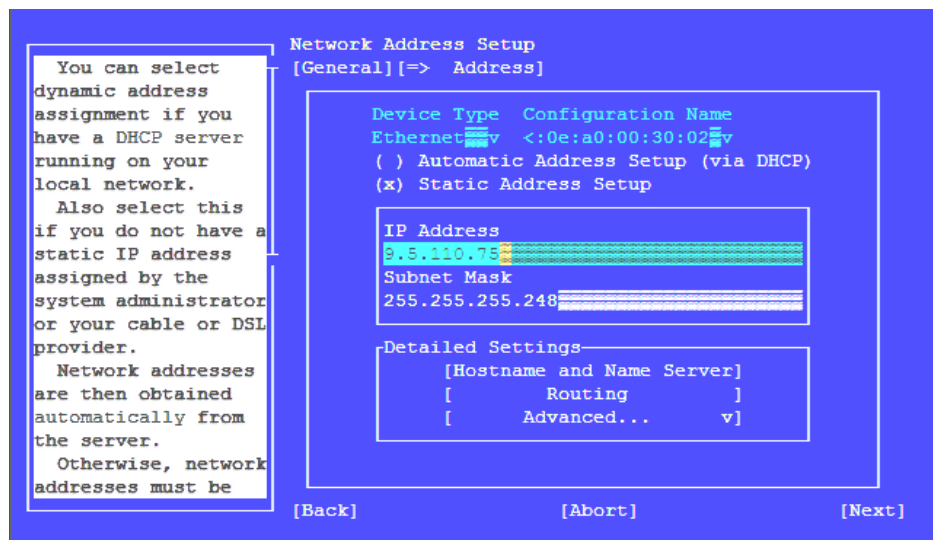 Network Address Setup
[General][=>  Address]
You can select
dynamic address
assignment if you
have a DHCP server
running on your
local network.
Also select this
if you do not have a
static IP address
assigned by the
system administrator
or your cable or DSL
provider.
Network addresses
are then obtained
automatically from
the server.
Otherwise, network
addresses must be
Device Type  Configuration Name
Ethernet▒▒v  <:0e:a0:00:30:02▒v
( ) Automatic Address Setup (via DHCP)
(x) Static Address Setup
IP Address
9.5.110.75
Subnet Mask
255.255.255.248
Detailed Settings
[Hostname and Name Server]
[        Routing         ]
[      Advanced...      v]
[Back]
[Abort]
[Next]